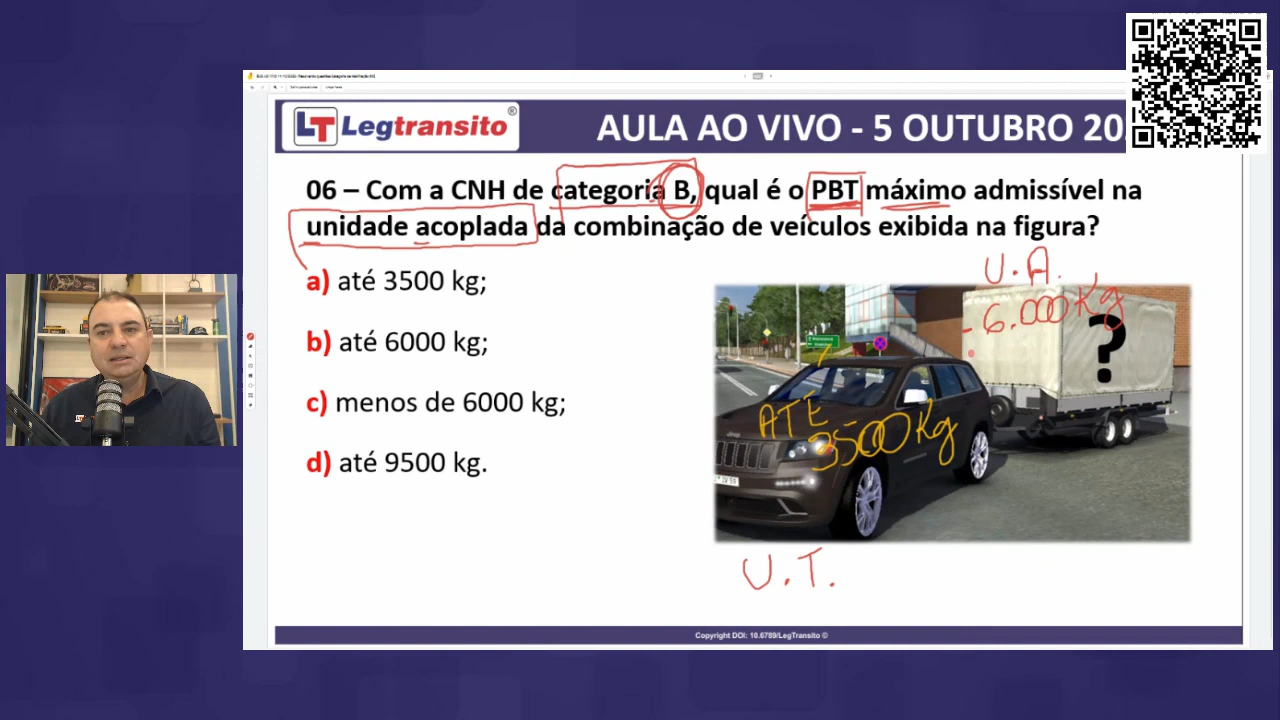 LT Legtransito®
AULA AO VIVO - 5 OUTUBRO 20
06 – Com a CNH de categoria B, qual é o PBT máximo admissível na
unidade acoplada da combinação de veículos exibida na figura?
a) até 3500 kg;
b) até 6000 kg;
c) menos de 6000 kg;
d) até 9500 kg.
U.A.
- 6.000 Kg
?
ATÉ
3500 Kg
Jeep
U.T.
Copyright DOI: 10.6789/LegTransito ©